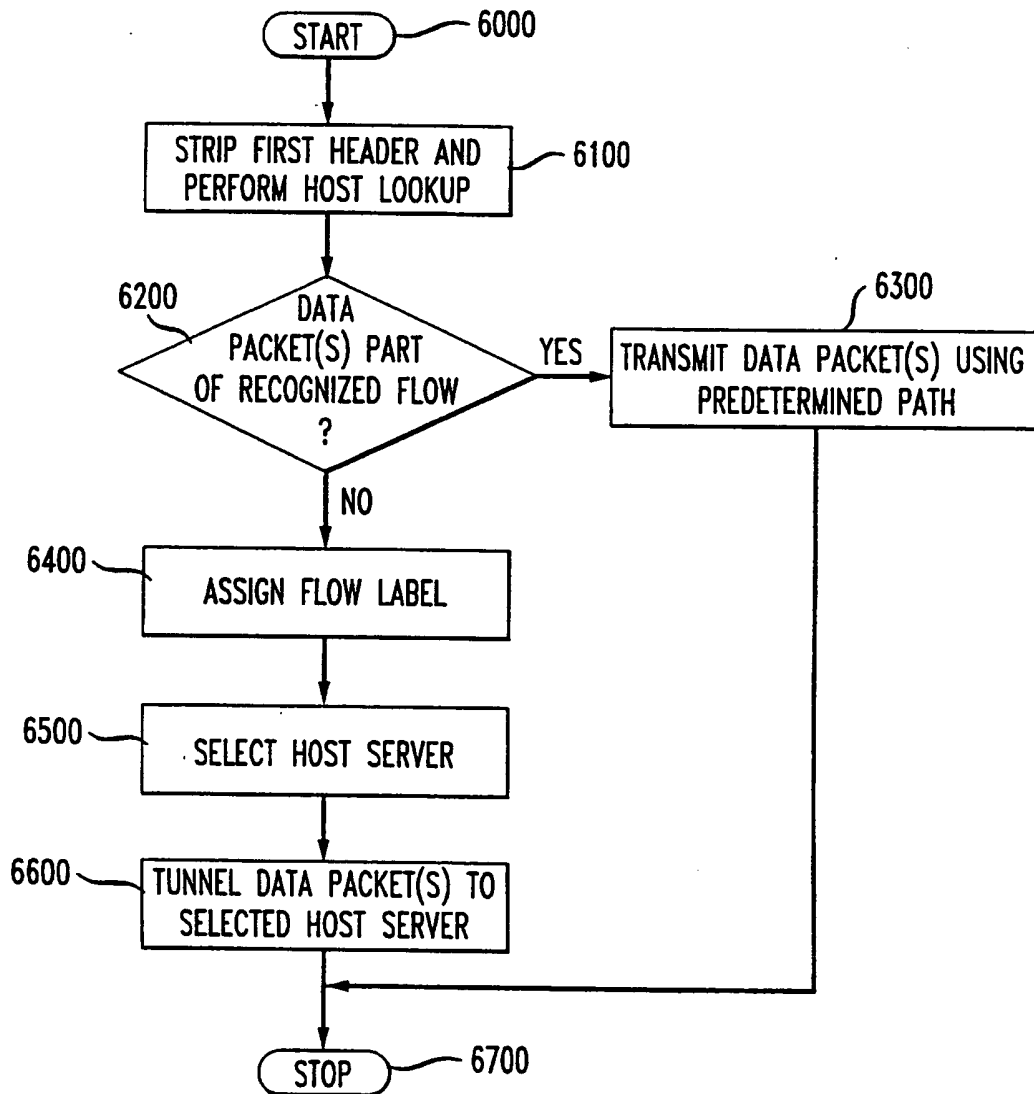 START
6000
STRIP FIRST HEADER AND
PERFORM HOST LOOKUP
6100
6200
DATA
PACKET(S) PART
OF RECOGNIZED FLOW
?
YES
6300
TRANSMIT DATA PACKET(S) USING
PREDETERMINED PATH
NO
6400
ASSIGN FLOW LABEL
6500
SELECT HOST SERVER
6600
TUNNEL DATA PACKET(S) TO
SELECTED HOST SERVER
STOP
6700